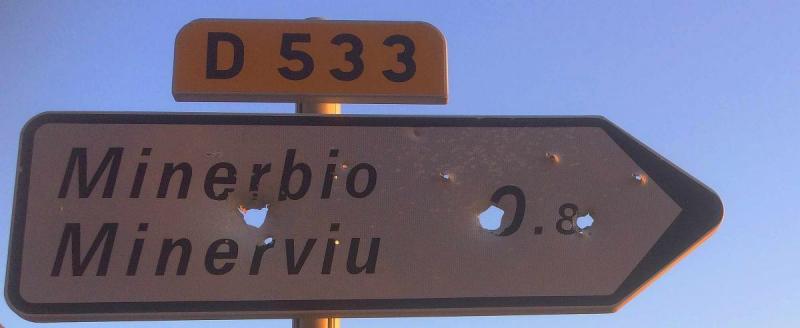 D 533
Minerbio
Minerviu
0.8